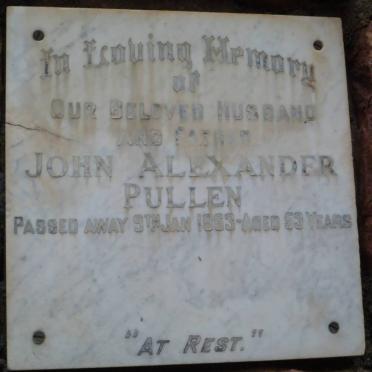 In Loving Memory
of
Our Beloved Husband
and Father
John Alexander
Pullen
Passed away 9th Jan 1963-Aged 63 Years
"At Rest."